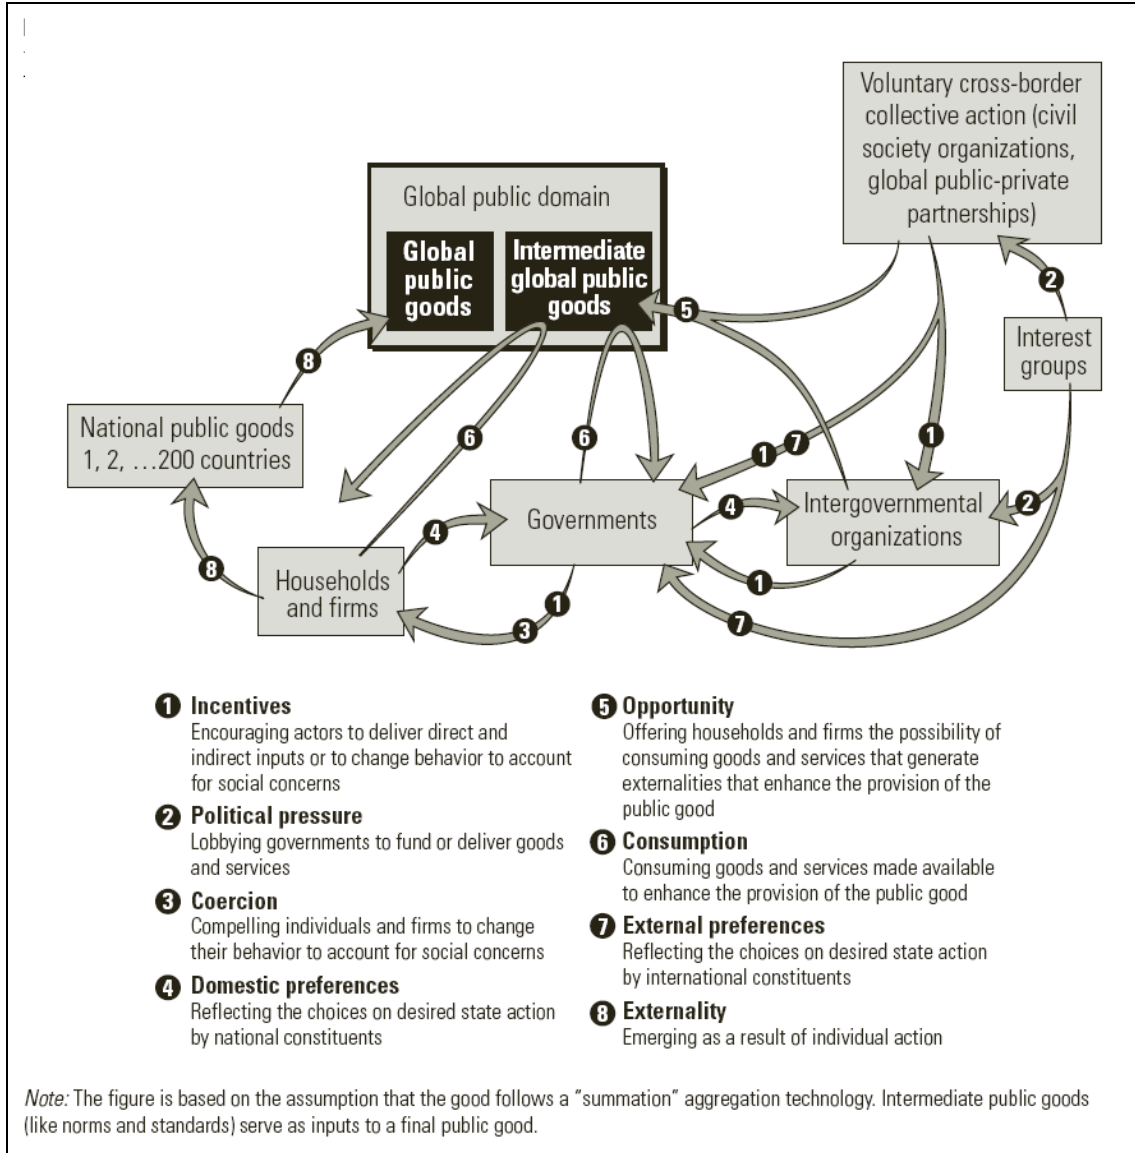 Voluntary cross-border
collective action (civil
society organizations,
global public-private
partnerships)
Global public domain
Global
public
goods
Intermediate
global public
goods
5
2
Interest
groups
8
National public goods
1, 2, …200 countries
6
6
1
7
1
4
Governments
4
Intergovernmental
organizations
2
8
Households
and firms
1
3
1
7
1 Incentives
Encouraging actors to deliver direct and
indirect inputs or to change behavior to account
for social concerns
2 Political pressure
Lobbying governments to fund or deliver goods
and services
3 Coercion
Compelling individuals and firms to change
their behavior to account for social concerns
4 Domestic preferences
Reflecting the choices on desired state action
by national constituents
5 Opportunity
Offering households and firms the possibility of
consuming goods and services that generate
externalities that enhance the provision of the
public good
6 Consumption
Consuming goods and services made available
to enhance the provision of the public good
7 External preferences
Reflecting the choices on desired state action
by international constituents
8 Externality
Emerging as a result of individual action
Note: The figure is based on the assumption that the good follows a “summation” aggregation technology. Intermediate public goods
(like norms and standards) serve as inputs to a final public good.